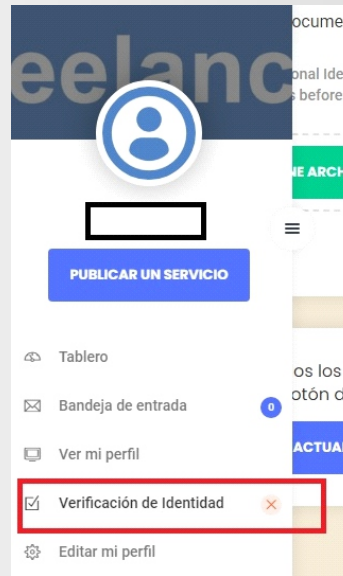 eelanc
ocume
onal Ide
s before
NE ARCH
PUBLICAR UN SERVICIO
Tablero
os los
Bandeja de entrada 0
otón d
Ver mi perfil
ACTUAL
Verificación de Identidad
Editar mi perfil